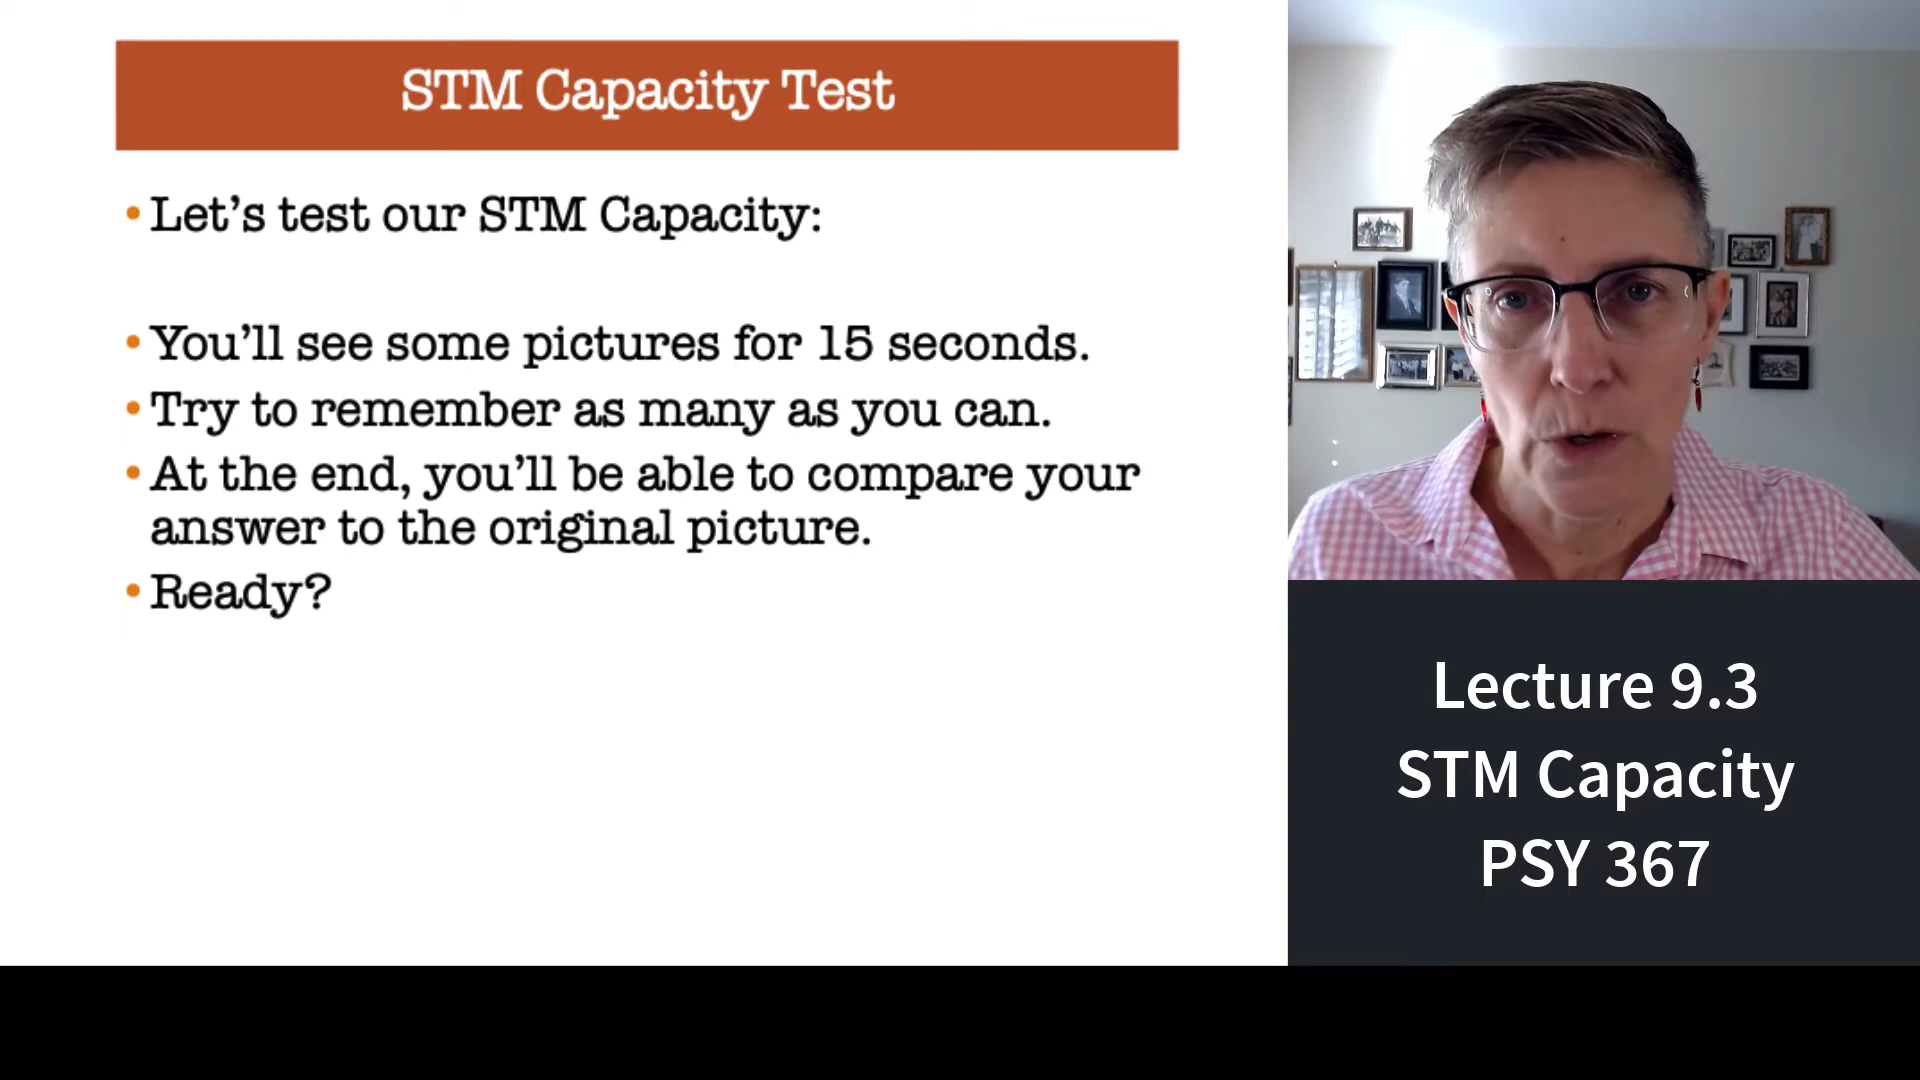 STM Capacity Test
• Let’s test our STM Capacity:
• You’ll see some pictures for 15 seconds.
• Try to remember as many as you can.
• At the end, you’ll be able to compare your
answer to the original picture.
• Ready?
Lecture 9.3
STM Capacity
PSY 367